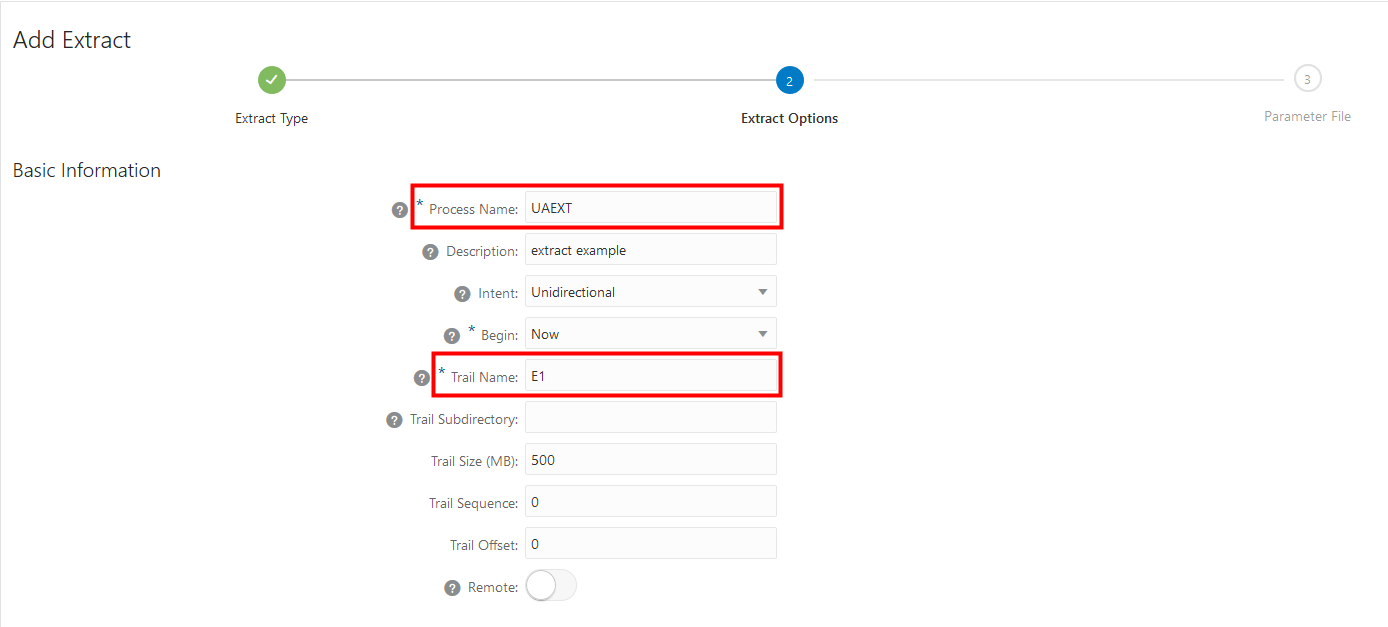 Add Extract
2
3
Extract Type
Extract Options
Parameter File
Basic Information
? * Process Name: UAEXT
? Description: extract example
? Intent: Unidirectional
? * Begin: Now
? * Trail Name: E1
? Trail Subdirectory:
Trail Size (MB): 500
Trail Sequence: 0
Trail Offset: 0
? Remote: